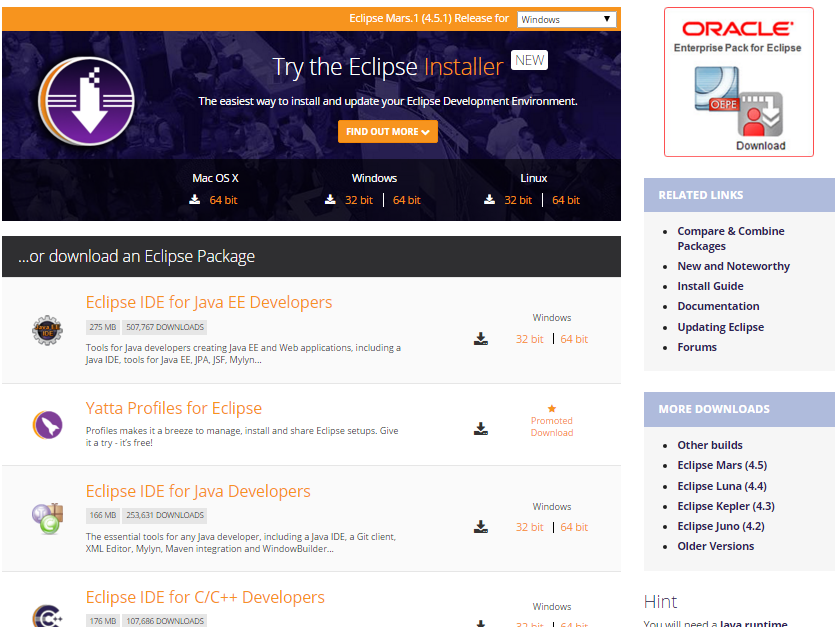 Eclipse Mars.1 (4.5.1) Release for Windows
Try the Eclipse Installer NEW
The easiest way to install and update your Eclipse Development Environment.
FIND OUT MORE
Mac OS X
64 bit
Windows
32 bit | 64 bit
Linux
32 bit | 64 bit
...or download an Eclipse Package
Eclipse IDE for Java EE Developers
275 MB 507,767 DOWNLOADS
Tools for Java developers creating Java EE and Web applications, including a
Java IDE, tools for Java EE, JPA, JSF, Mylyn...
Windows
32 bit | 64 bit
Yatta Profiles for Eclipse
Profiles makes it a breeze to manage, install and share Eclipse setups. Give
it a try - it's free!
Promoted
Download
Eclipse IDE for Java Developers
166 MB 253,631 DOWNLOADS
The essential tools for any Java developer, including a Java IDE, a Git client,
XML Editor, Mylyn, Maven integration and WindowBuilder...
Windows
32 bit | 64 bit
Eclipse IDE for C/C++ Developers
176 MB 107,686 DOWNLOADS
Windows
32 bit | 64 bit
ORACLE
Enterprise Pack for Eclipse
OEPE
Download
RELATED LINKS
Compare & Combine
Packages
New and Noteworthy
Install Guide
Documentation
Updating Eclipse
Forums
MORE DOWNLOADS
Other builds
Eclipse Mars (4.5)
Eclipse Luna (4.4)
Eclipse Kepler (4.3)
Eclipse Juno (4.2)
Older Versions
Hint
You will need a Java runtime